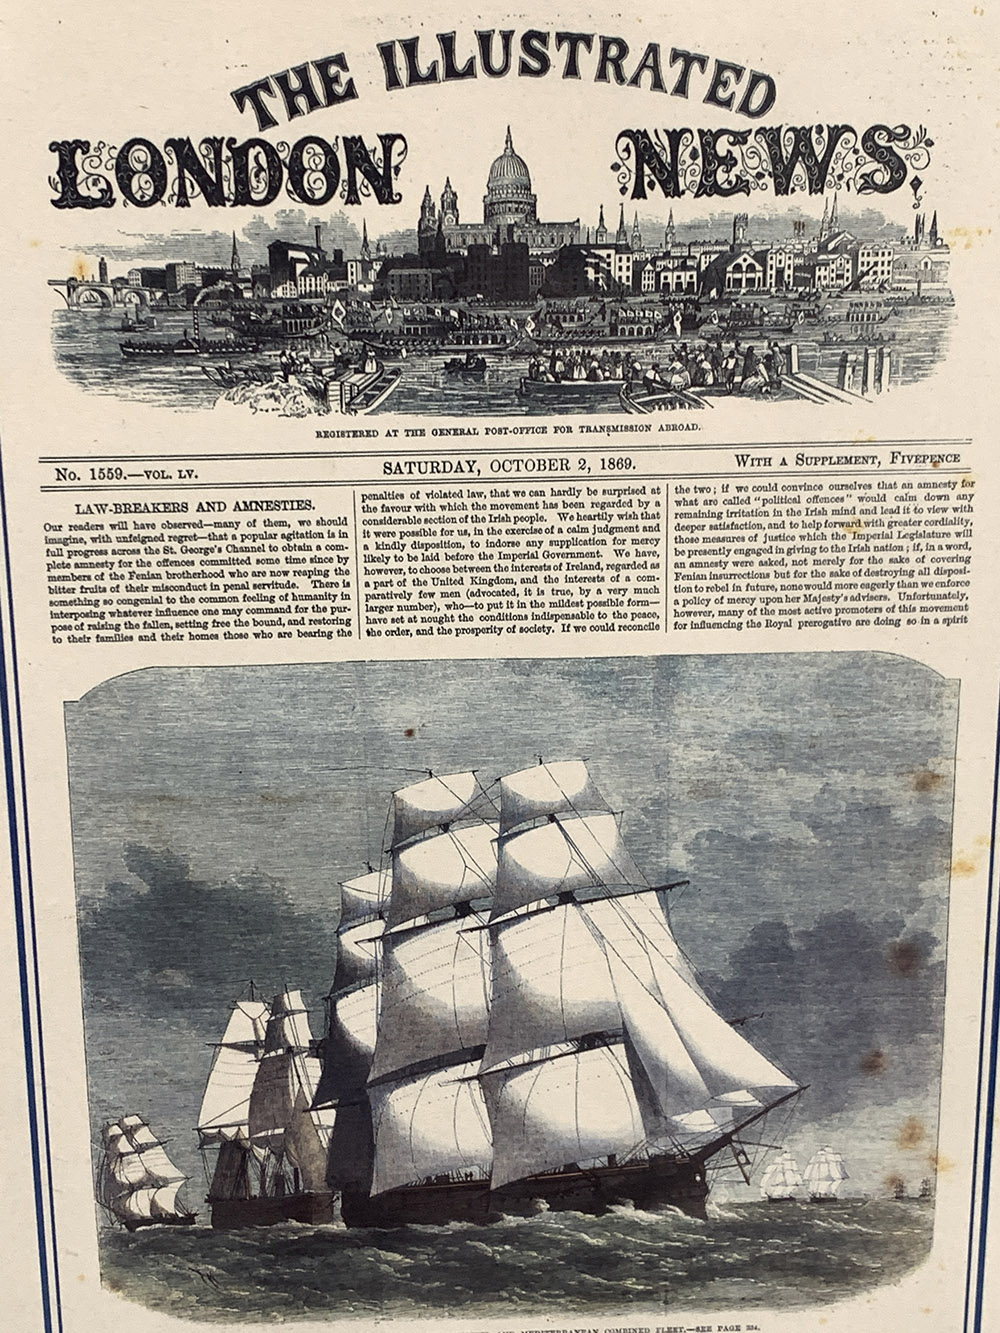 THE ILLUSTRATED
LONDON NEWS,
REGISTERED AT THE GENERAL POST-OFFICE FOR TRANSMISSION ABROAD.
No. 1559.—VOL. LV.
SATURDAY, OCTOBER 2, 1869.
WITH A SUPPLEMENT, FIVEPENCE
LAW-BREAKERS AND AMNESTIES.
Our readers will have observed—many of them, we should
imagine, with unfeigned regret—that a popular agitation is in
full progress across the St. George's Channel to obtain a com-
plete amnesty for the offences committed some time since by
members of the Fenian brotherhood who are now reaping the
bitter fruits of their misconduct in penal servitude. There is
something so congenial to the common feeling of humanity in
interposing whatever influence one may command for the pur-
pose of raising the fallen, setting free the bound, and restoring
to their families and their homes those who are bearing the
penalties of violated law, that we can hardly be surprised at
the favour with which the movement has been regarded by a
considerable section of the Irish people. We heartily wish that
it were possible for us, in the exercise of a calm judgment and
a kindly disposition, to indorse any supplication for mercy
likely to be laid before the Imperial Government. We have,
however, to choose between the interests of Ireland, regarded as
a part of the United Kingdom, and the interests of a com-
paratively few men (advocated, it is true, by a very much
larger number), who—to put it in the mildest possible form—
have set at nought the conditions indispensable to the peace,
the order, and the prosperity of society. If we could reconcile
the two; if we could convince ourselves that an amnesty for
what are called "political offences" would calm down any
remaining irritation in the Irish mind and lead it to view with
deeper satisfaction, and to help forward with greater cordiality,
those measures of justice which the Imperial Legislature will
be presently engaged in giving to the Irish nation; if, in a word,
an amnesty were asked, not merely for the sake of covering
Fenian insurrections but for the sake of destroying all disposi-
tion to rebel in future, none would more eagerly than we enforce
a policy of mercy upon her Majesty's advisers. Unfortunately,
however, many of the most active promoters of this movement
for influencing the Royal prerogative are doing so in a spirit
AND MEDITERRANEAN COMBINED FLEET.—SEE PAGE 334.